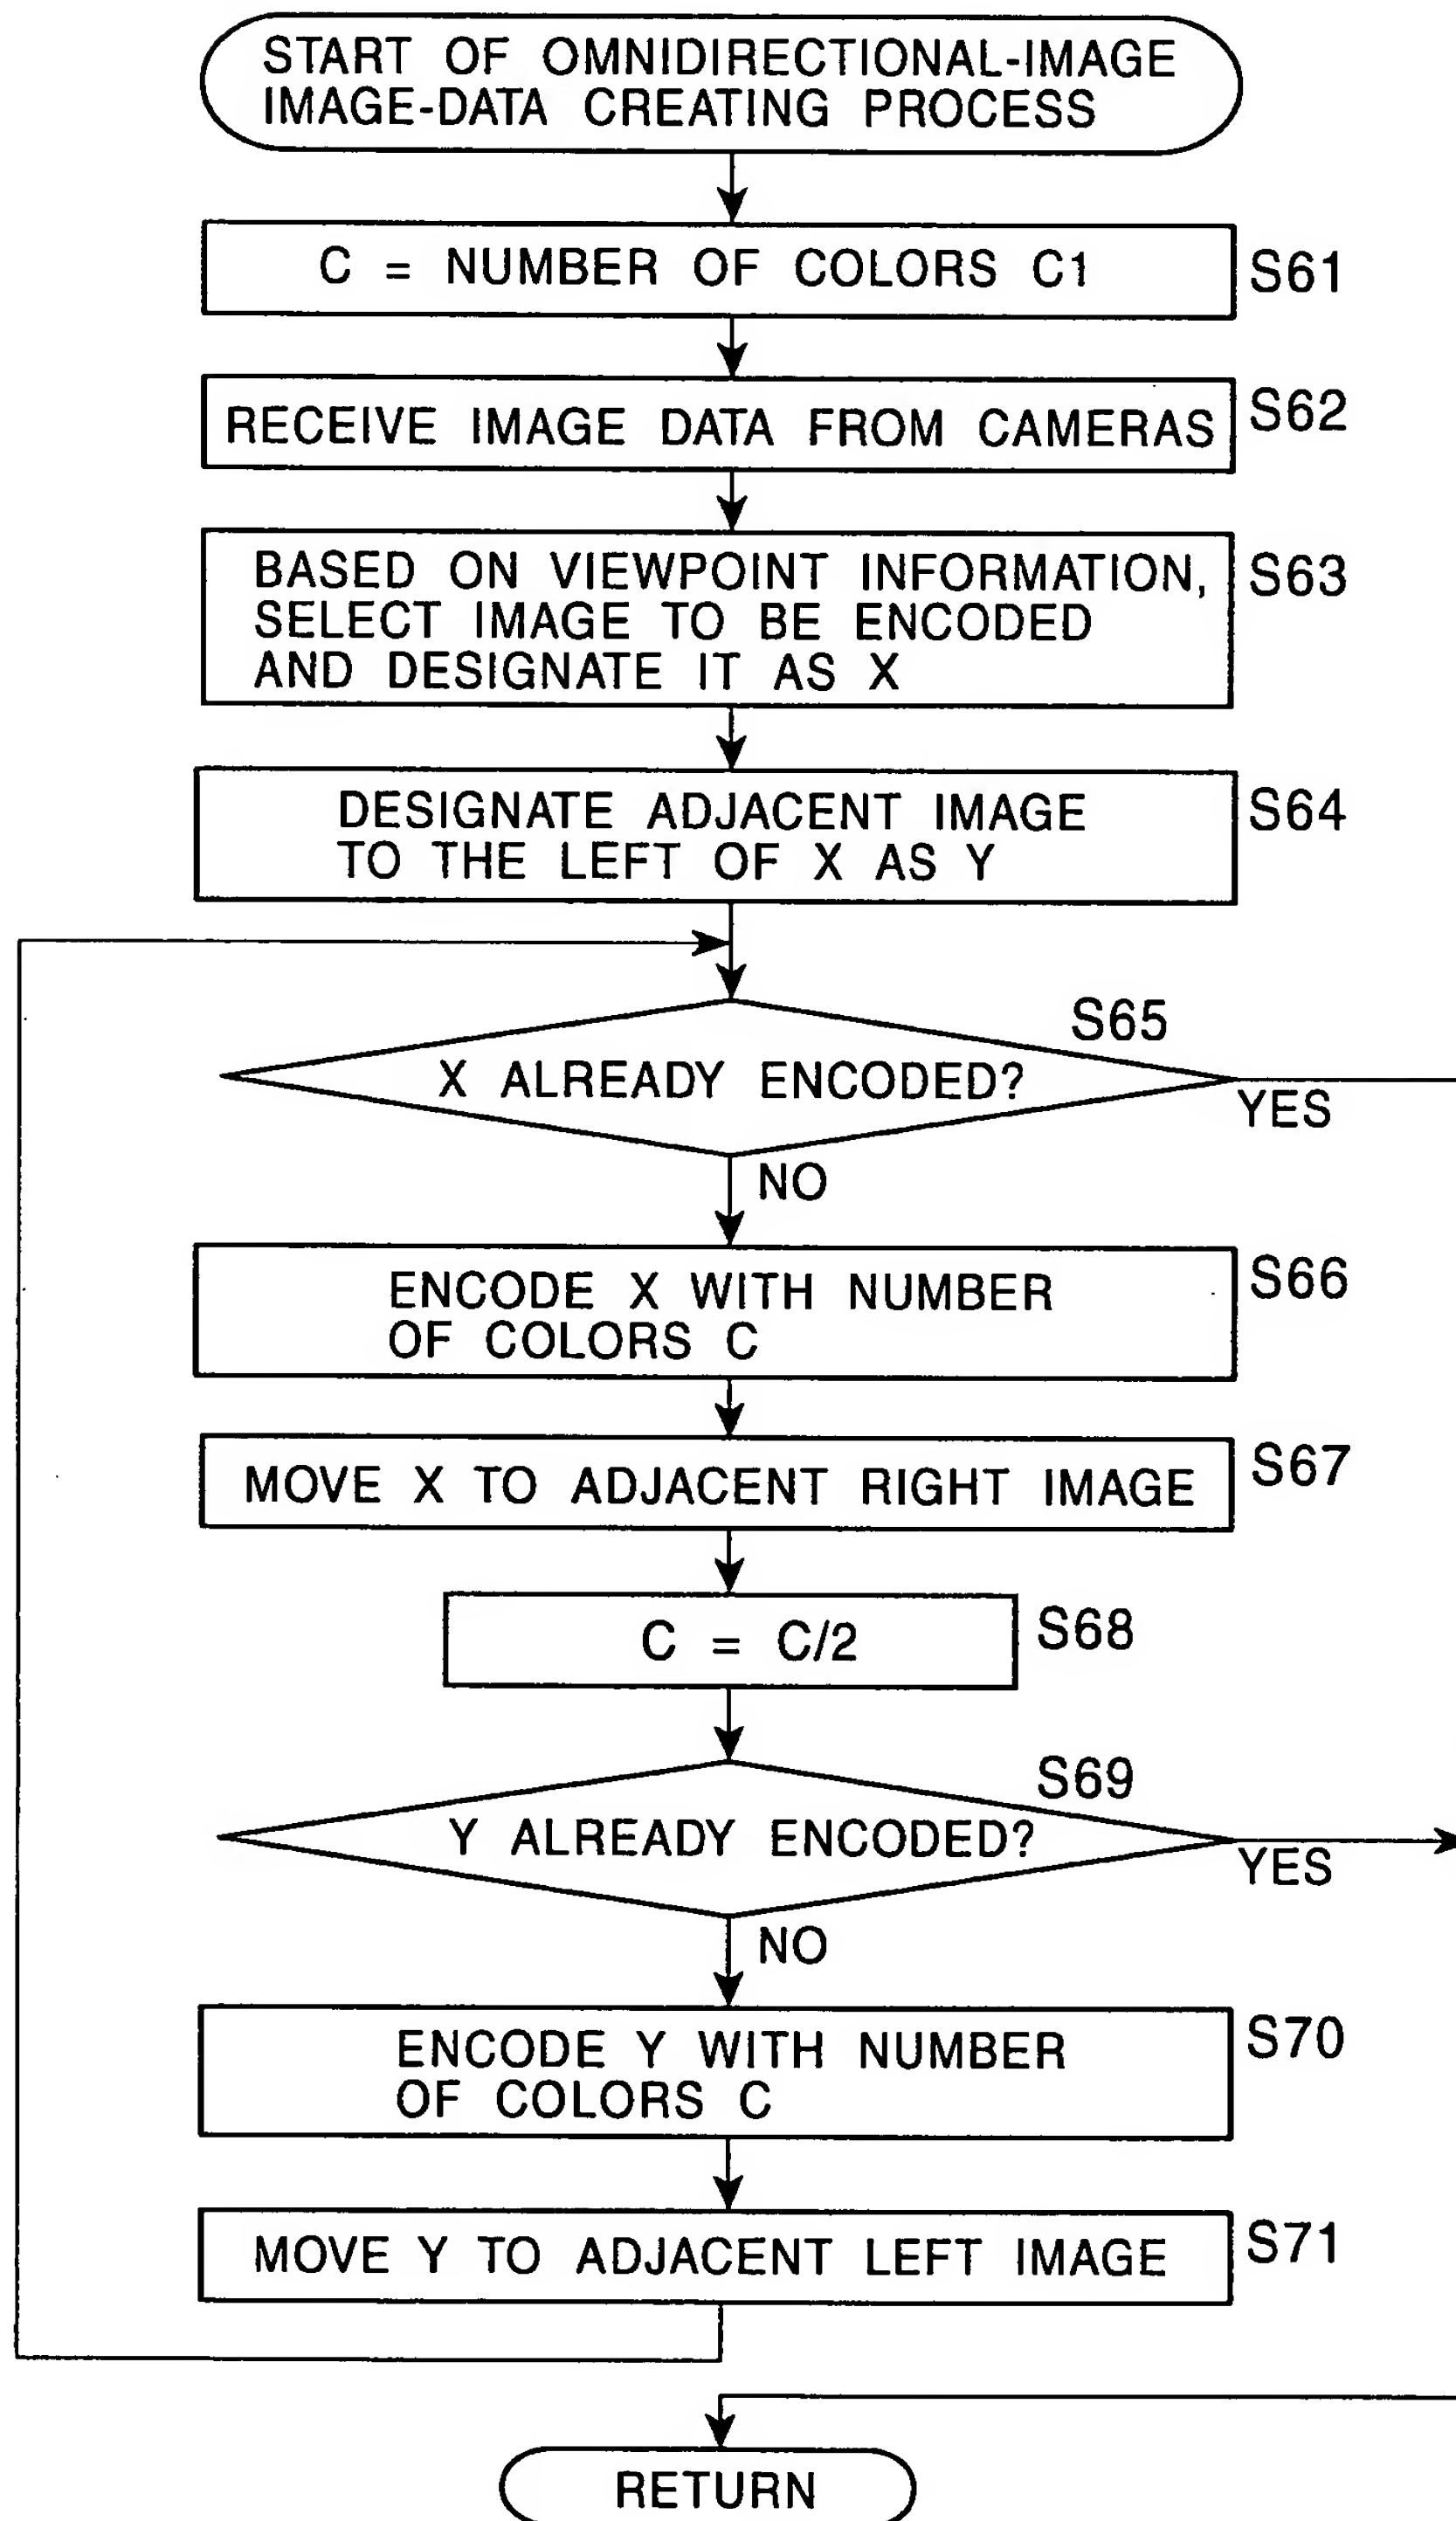 START OF OMNIDIRECTIONAL-IMAGE
IMAGE-DATA CREATING PROCESS
C = NUMBER OF COLORS C1
S61
RECEIVE IMAGE DATA FROM CAMERAS
S62
BASED ON VIEWPOINT INFORMATION,
SELECT IMAGE TO BE ENCODED
AND DESIGNATE IT AS X
S63
DESIGNATE ADJACENT IMAGE
TO THE LEFT OF X AS Y
S64
S65
X ALREADY ENCODED?
YES
NO
ENCODE X WITH NUMBER
OF COLORS C
S66
MOVE X TO ADJACENT RIGHT IMAGE
S67
C = C/2
S68
S69
Y ALREADY ENCODED?
YES
NO
ENCODE Y WITH NUMBER
OF COLORS C
S70
MOVE Y TO ADJACENT LEFT IMAGE
S71
RETURN